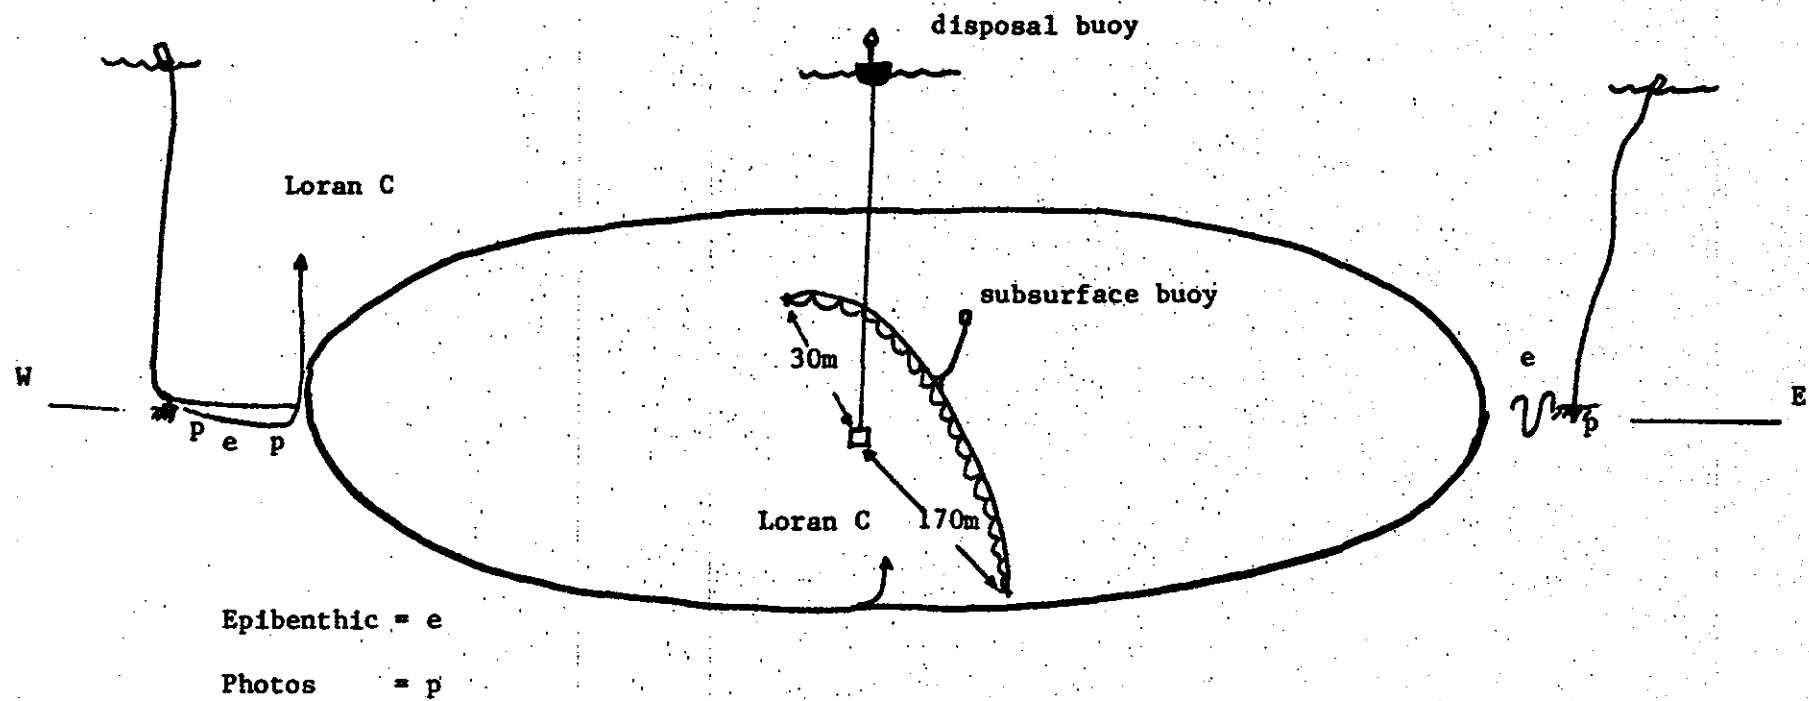 disposal buoy
Loran C
subsurface buoy
30m
W
e
E
p e p
p
Loran C 170m
Epibenthic = e
Photos = p